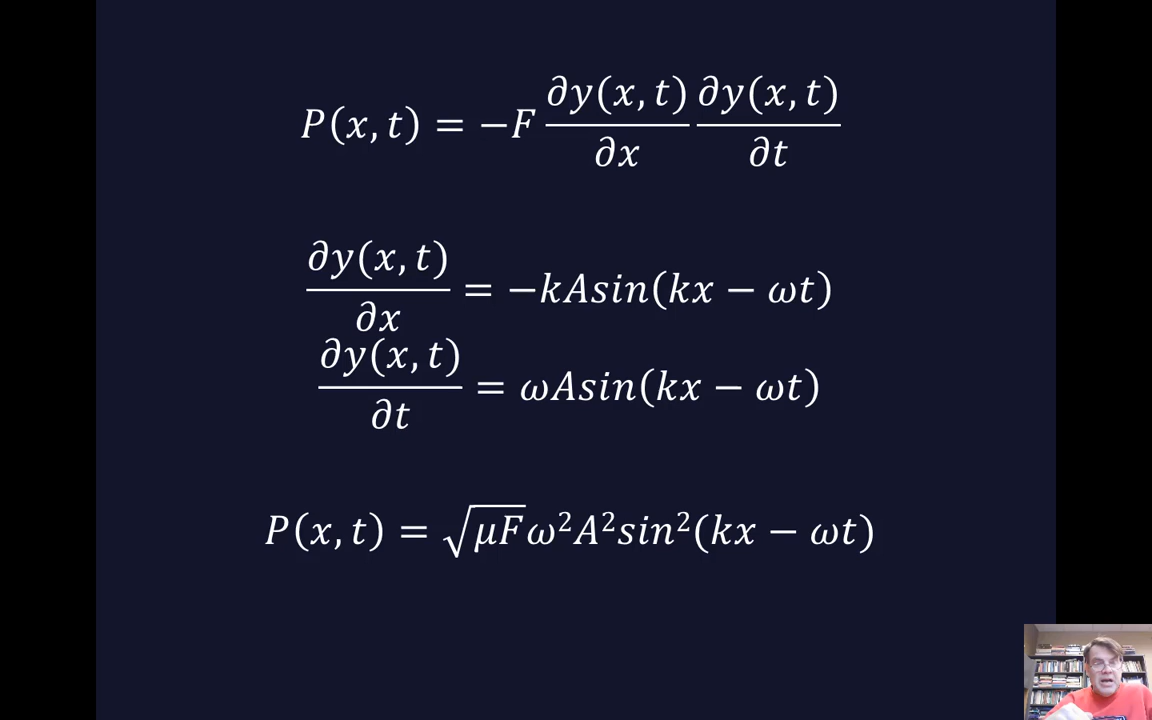 P(x, t) = −F ∂y(x, t)/∂x ∂y(x, t)/∂t
∂y(x, t)/∂x = −kAsin(kx − ωt)
∂y(x, t)/∂t = ωAsin(kx − ωt)
P(x, t) = √μF ω²A²sin²(kx − ωt)